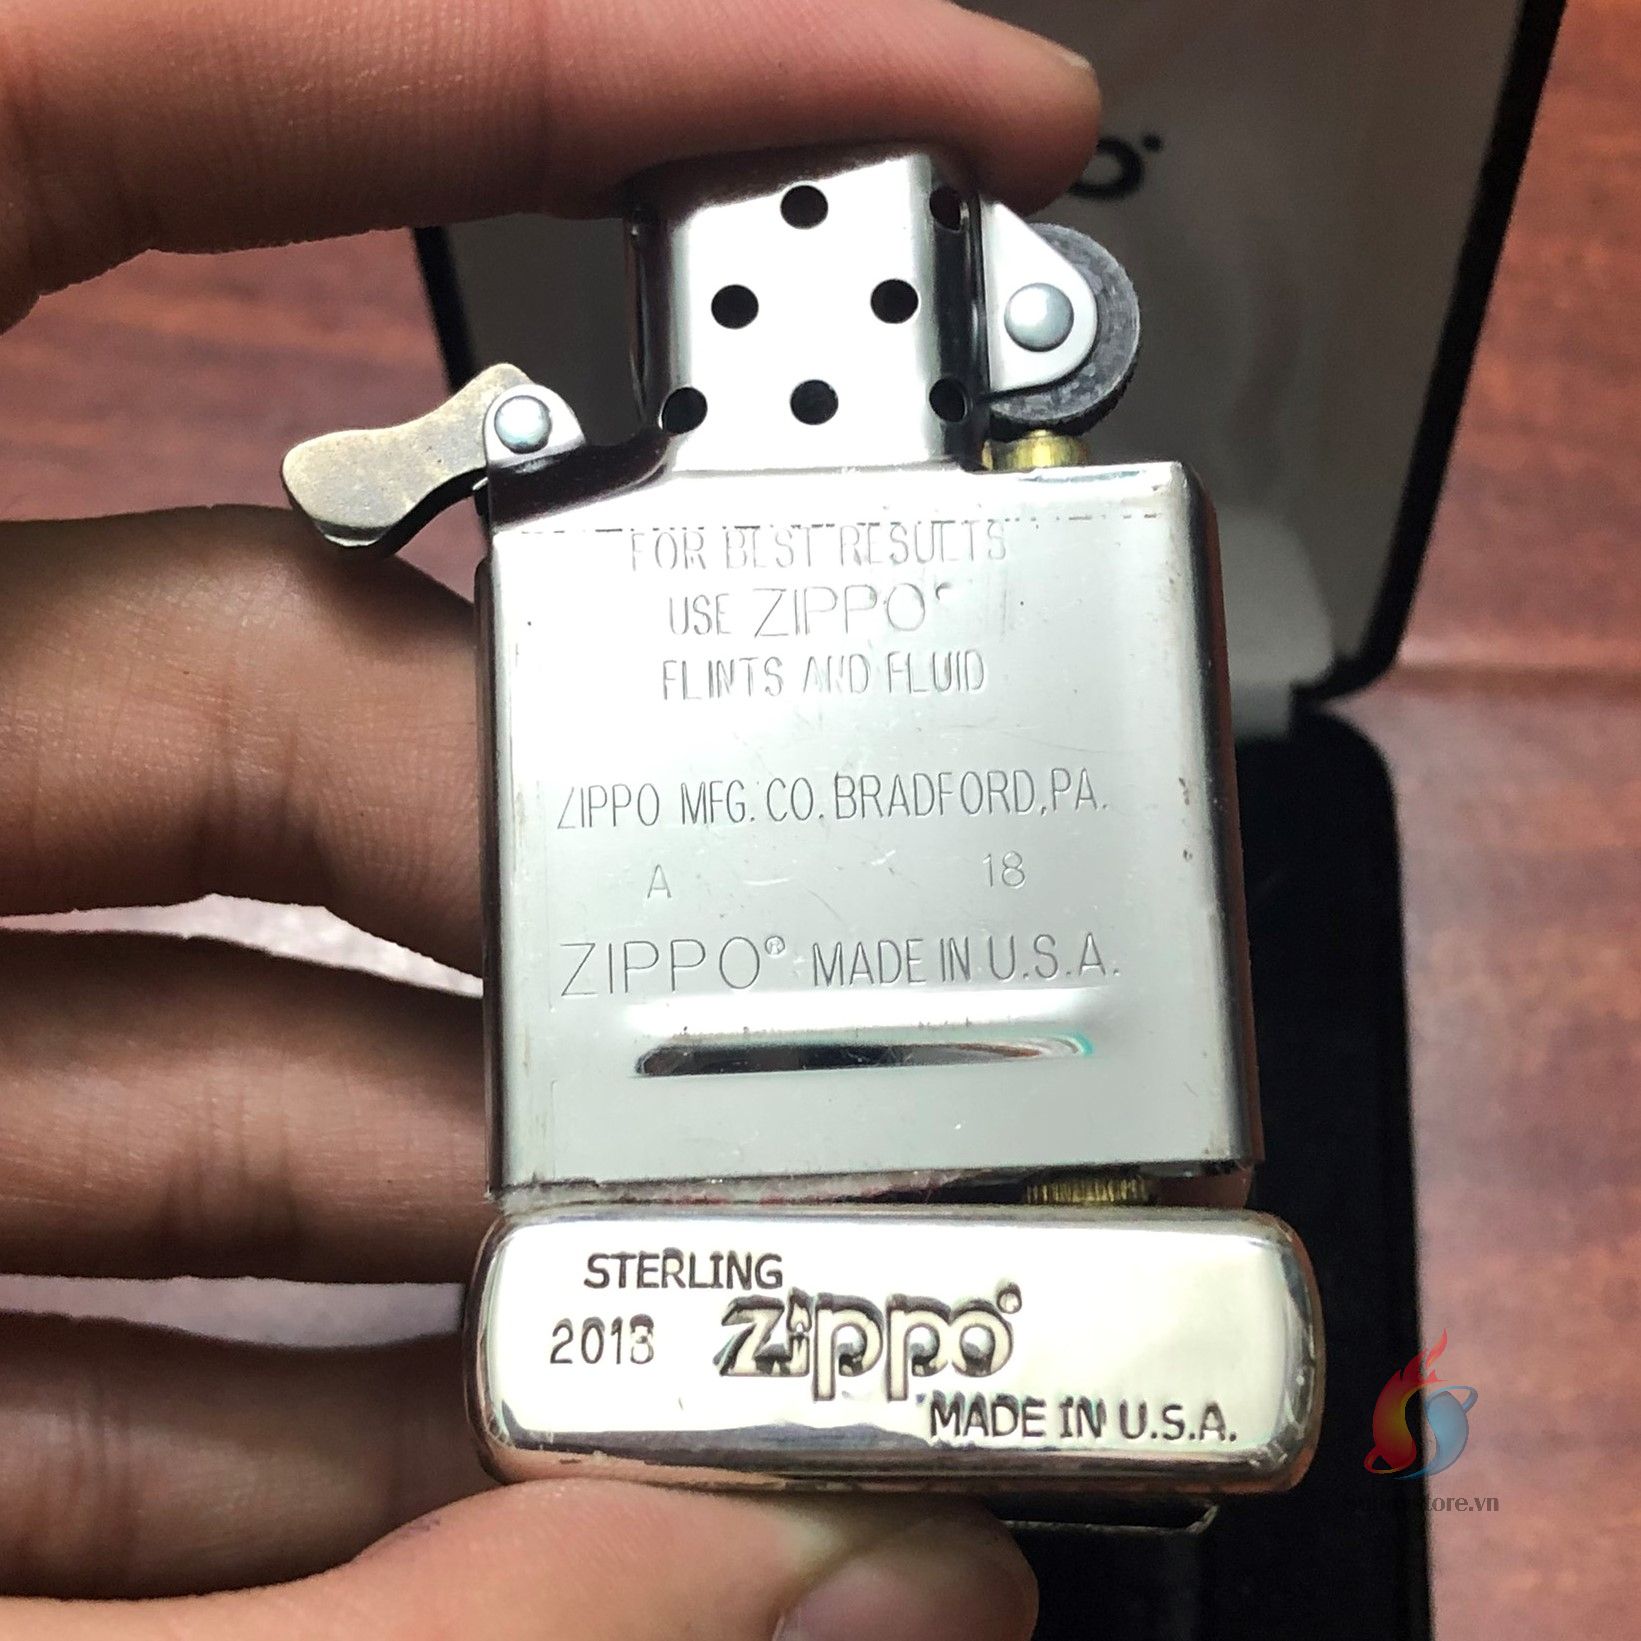 FOR BEST RESULTS
USE ZIPPO®
FLINTS AND FLUID
ZIPPO MFG. CO. BRADFORD, PA.
A 18
ZIPPO® MADE IN U.S.A.
STERLING
2018 Zippo®
MADE IN U.S.A.